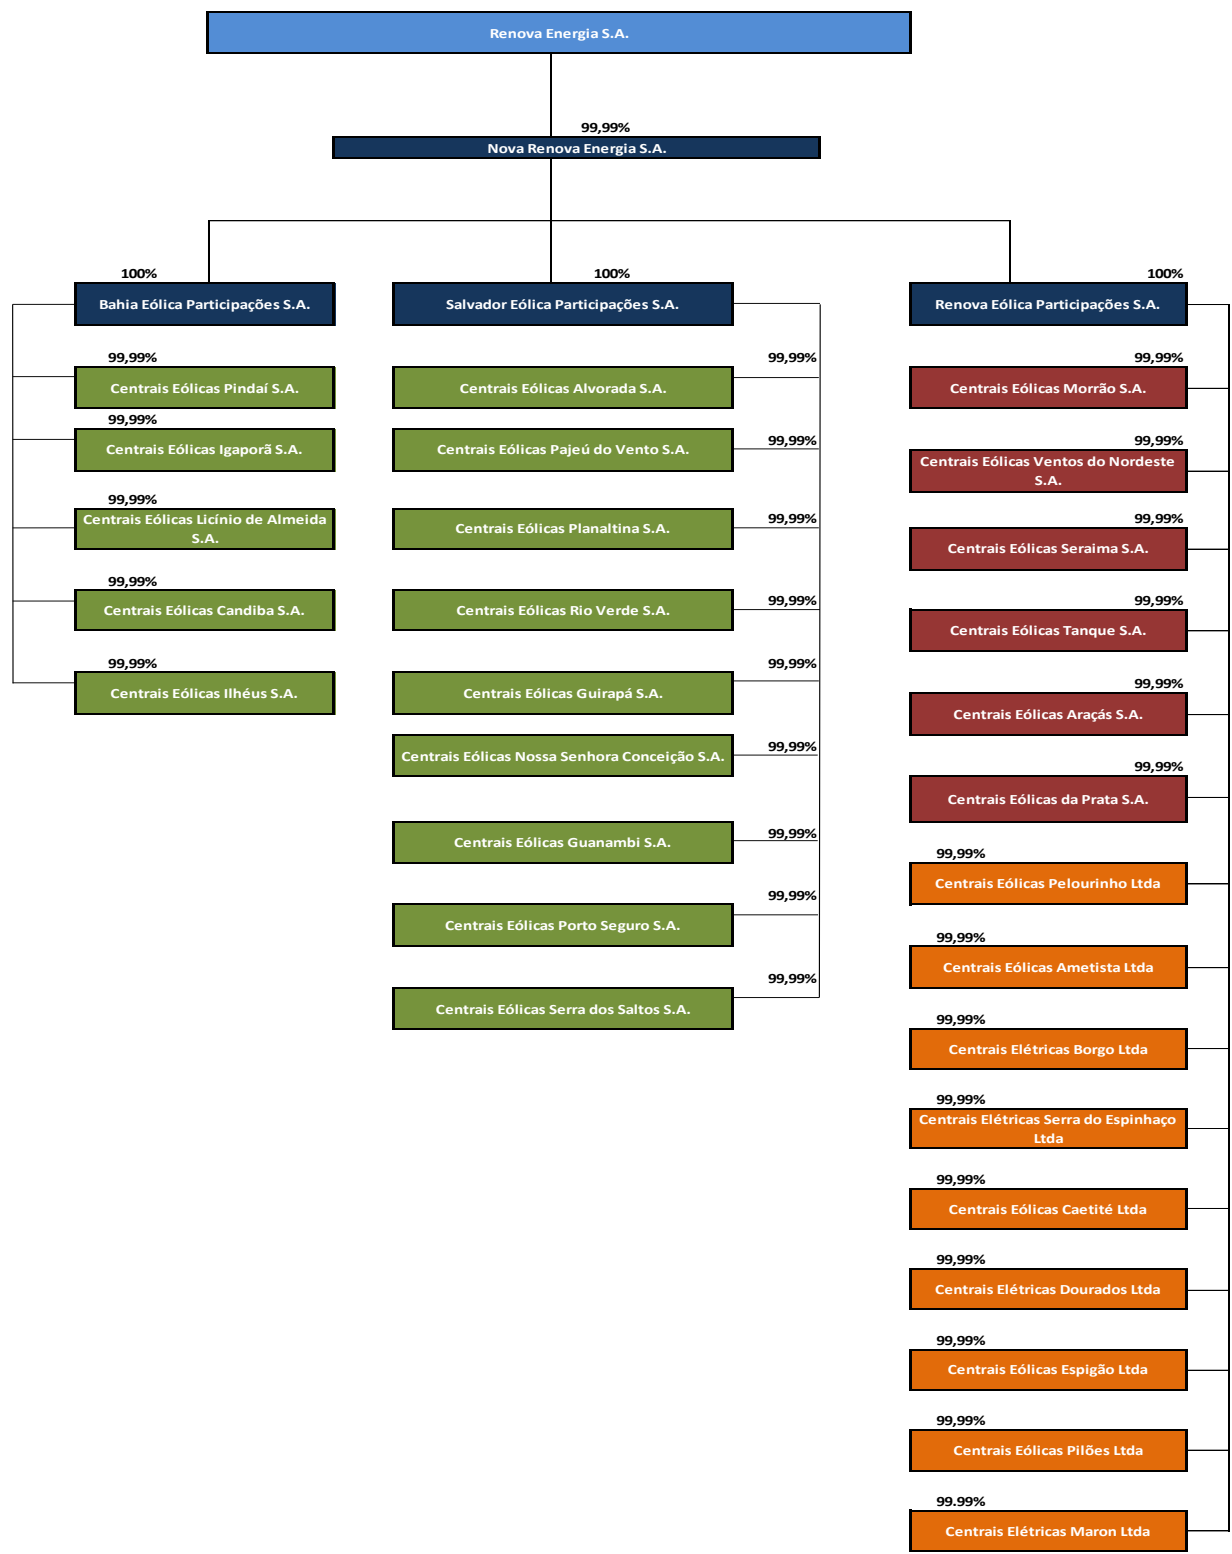 Renova Energia S.A.
99,99%
Nova Renova Energia S.A.
100%
Bahia Eólica Participações S.A.
99,99%
Centrais Eólicas Pindaí S.A.
99,99%
Centrais Eólicas Igaporã S.A.
99,99%
Centrais Eólicas Licínio de Almeida
S.A.
99,99%
Centrais Eólicas Candiba S.A.
99,99%
Centrais Eólicas Ilhéus S.A.
100%
Salvador Eólica Participações S.A.
99,99%
Centrais Eólicas Alvorada S.A.
99,99%
Centrais Eólicas Pajeú do Vento S.A.
99,99%
Centrais Eólicas Planaltina S.A.
99,99%
Centrais Eólicas Rio Verde S.A.
99,99%
Centrais Eólicas Guirapá S.A.
99,99%
Centrais Eólicas Nossa Senhora Conceição S.A.
99,99%
Centrais Eólicas Guanambi S.A.
99,99%
Centrais Eólicas Porto Seguro S.A.
99,99%
Centrais Eólicas Serra dos Saltos S.A.
100%
Renova Eólica Participações S.A.
99,99%
Centrais Eólicas Morrão S.A.
99,99%
Centrais Eólicas Ventos do Nordeste
S.A.
99,99%
Centrais Eólicas Seraima S.A.
99,99%
Centrais Eólicas Tanque S.A.
99,99%
Centrais Eólicas Araçás S.A.
99,99%
Centrais Eólicas da Prata S.A.
99,99%
Centrais Eólicas Pelourinho Ltda
99,99%
Centrais Eólicas Ametista Ltda
99,99%
Centrais Elétricas Borgo Ltda
99,99%
Centrais Elétricas Serra do Espinhaço
Ltda
99,99%
Centrais Eólicas Caetité Ltda
99,99%
Centrais Elétricas Dourados Ltda
99,99%
Centrais Eólicas Espigão Ltda
99,99%
Centrais Eólicas Pilões Ltda
99.99%
Centrais Elétricas Maron Ltda